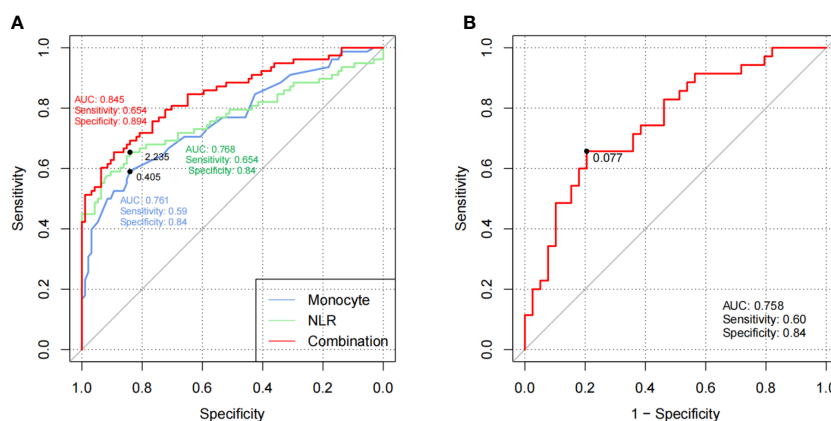 A
B
Sensitivity
0.0
0.2
0.4
0.6
0.8
1.0
AUC: 0.845
Sensitivity: 0.654
Specificity: 0.894
2.235
0.405
AUC: 0.768
Sensitivity: 0.654
Specificity: 0.84
AUC: 0.761
Sensitivity: 0.59
Specificity: 0.84
Monocyte
NLR
Combination
1.0
0.8
0.6
0.4
0.2
0.0
Specificity
Sensitivity
0.0
0.2
0.4
0.6
0.8
1.0
0.077
AUC: 0.758
Sensitivity: 0.60
Specificity: 0.84
0.0
0.2
0.4
0.6
0.8
1.0
1 − Specificity